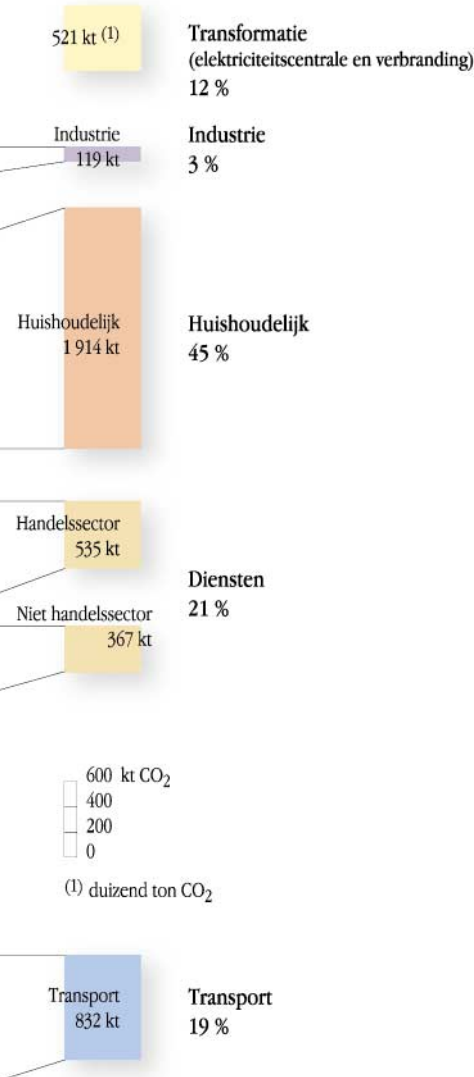 521 kt (1)
Transformatie
(elektriciteitscentrale en verbranding)
12 %
Industrie
119 kt
Industrie
3 %
Huishoudelijk
1 914 kt
Huishoudelijk
45 %
Handelssector
535 kt
Diensten
21 %
Niet handelssector
367 kt
600 kt CO2
400
200
0
(1) duizend ton CO2
Transport
832 kt
Transport
19 %